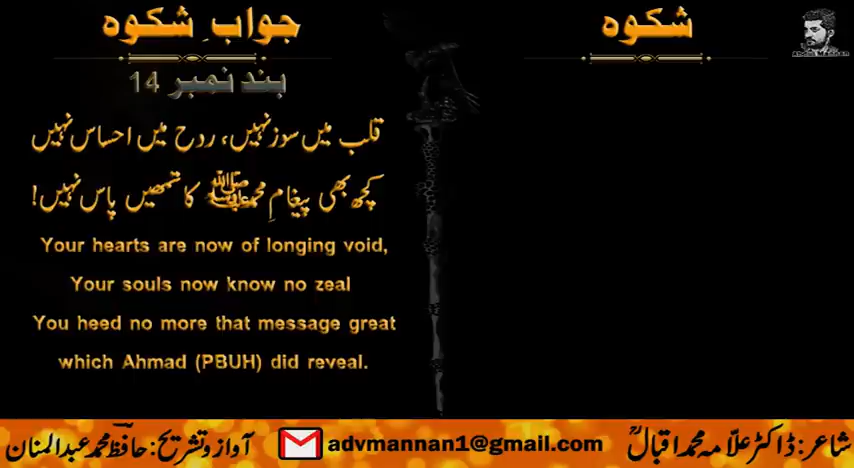 شکوہ
جوابِ شکوہ
بند نمبر 14
قلب میں سوز نہیں، روح میں احساس نہیں
کچھ بھی پیغامِ محمد ﷺ کا تمھیں پاس نہیں!
Your hearts are now of longing void,
Your souls now know no zeal
You heed no more that message great
which Ahmad (PBUH) did reveal.
شاعر: ڈاکٹر علّامہ محمد اقبالؒ
advmannan1@gmail.com
آواز و تشریح: حافظ محمد عبدالمنان